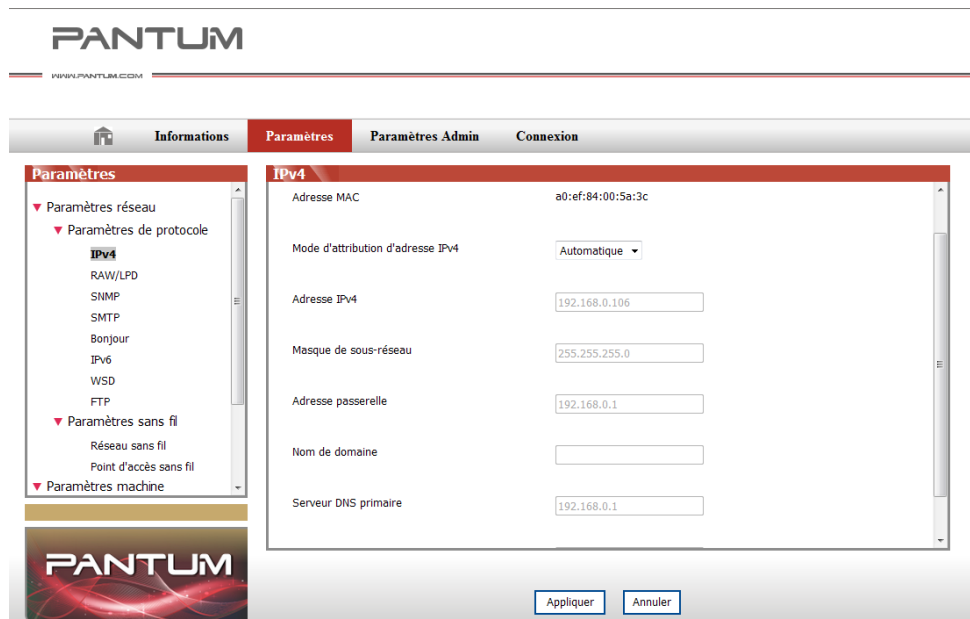 PANTUM
WWW.PANTUM.COM
Informations Paramètres Paramètres Admin Connexion
Paramètres
Paramètres réseau
Paramètres de protocole
IPv4
RAW/LPD
SNMP
SMTP
Bonjour
IPv6
WSD
FTP
Paramètres sans fil
Réseau sans fil
Point d'accès sans fil
Paramètres machine
PANTUM
IPv4
Adresse MAC a0:ef:84:00:5a:3c
Mode d'attribution d'adresse IPv4 Automatique
Adresse IPv4 192.168.0.106
Masque de sous-réseau 255.255.255.0
Adresse passerelle 192.168.0.1
Nom de domaine
Serveur DNS primaire 192.168.0.1
Appliquer Annuler